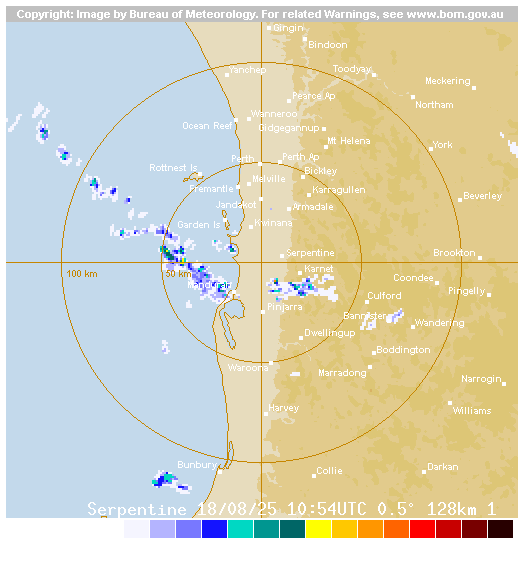 Copyright: Image by Bureau of Meteorology. For related Warnings, see www.bom.gov.au
Gingin
Bindoon
Yanchep
Toodyay
Meckering
Pearce Ap
Northam
Wanneroo
Ocean Reef
Gidgegannup
Mt Helena
York
Perth
Perth Ap
Rottnest Is
Bickley
Melville
Fremantle
Karragullen
Beverley
Jandakot
Armadale
Garden Is
Kwinana
Serpentine
Brookton
100 km
50 km
Karnet
Mandurah
Coondee
Culford
Pingelly
Pinjarra
Bannister
Wandering
Dwellingup
Boddington
Waroona
Marradong
Narrogin
Harvey
Williams
Bunbury
Collie
Darkan
Serpentine 18/08/25 10:54UTC 0.5° 128km 1